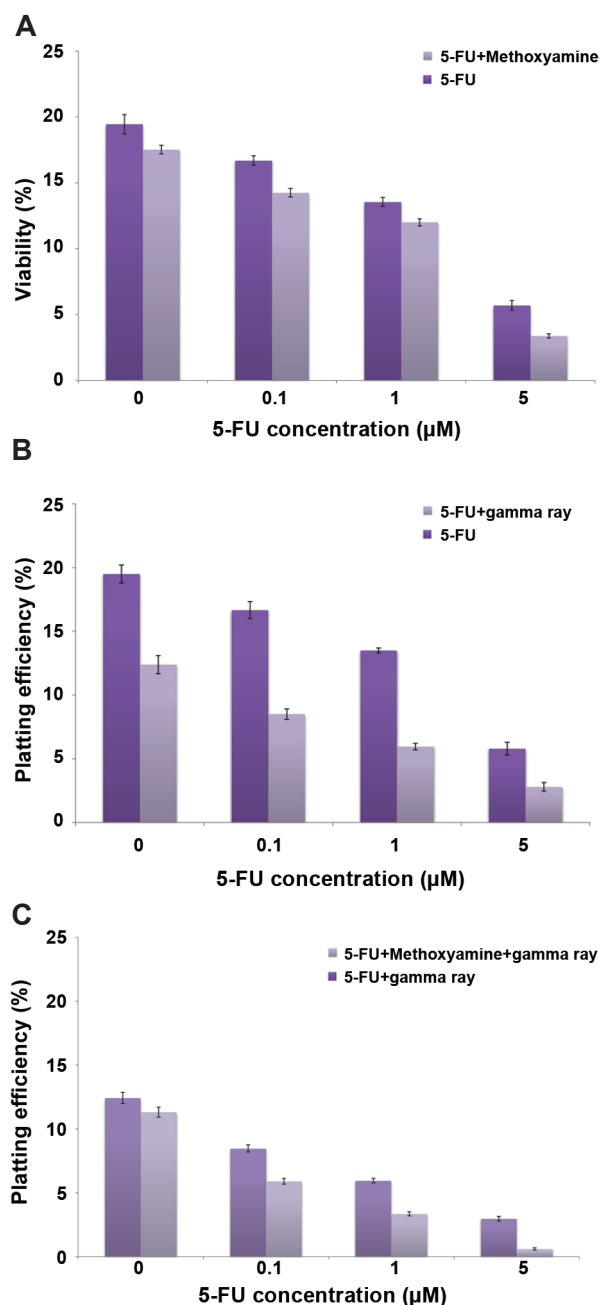 A
25
20
15
10
5
0
Viability (%)
5-FU+Methoxyamine
5-FU
0 0.1 1 5
5-FU concentration (µM)
B
25
20
15
10
5
0
Platting efficiency (%)
5-FU+gamma ray
5-FU
0 0.1 1 5
5-FU concentration (µM)
C
25
20
15
10
5
0
Platting efficiency (%)
5-FU+Methoxyamine+gamma ray
5-FU+gamma ray
0 0.1 1 5
5-FU concentration (µM)